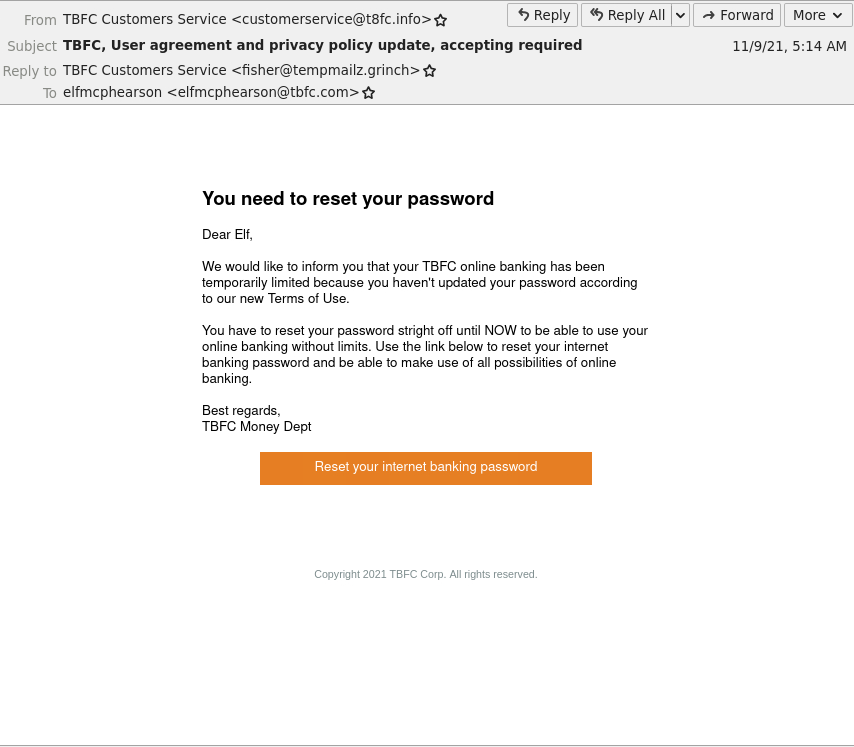 From TBFC Customers Service <customerservice@t8fc.info>
Reply Reply All Forward More
Subject TBFC, User agreement and privacy policy update, accepting required 11/9/21, 5:14 AM
Reply to TBFC Customers Service <fisher@tempmailz.grinch>
To elfmcphearson <elfmcphearson@tbfc.com>
You need to reset your password
Dear Elf,
We would like to inform you that your TBFC online banking has been
temporarily limited because you haven't updated your password according
to our new Terms of Use.
You have to reset your password stright off until NOW to be able to use your
online banking without limits. Use the link below to reset your internet
banking password and be able to make use of all possibilities of online
banking.
Best regards,
TBFC Money Dept
Reset your internet banking password
Copyright 2021 TBFC Corp. All rights reserved.